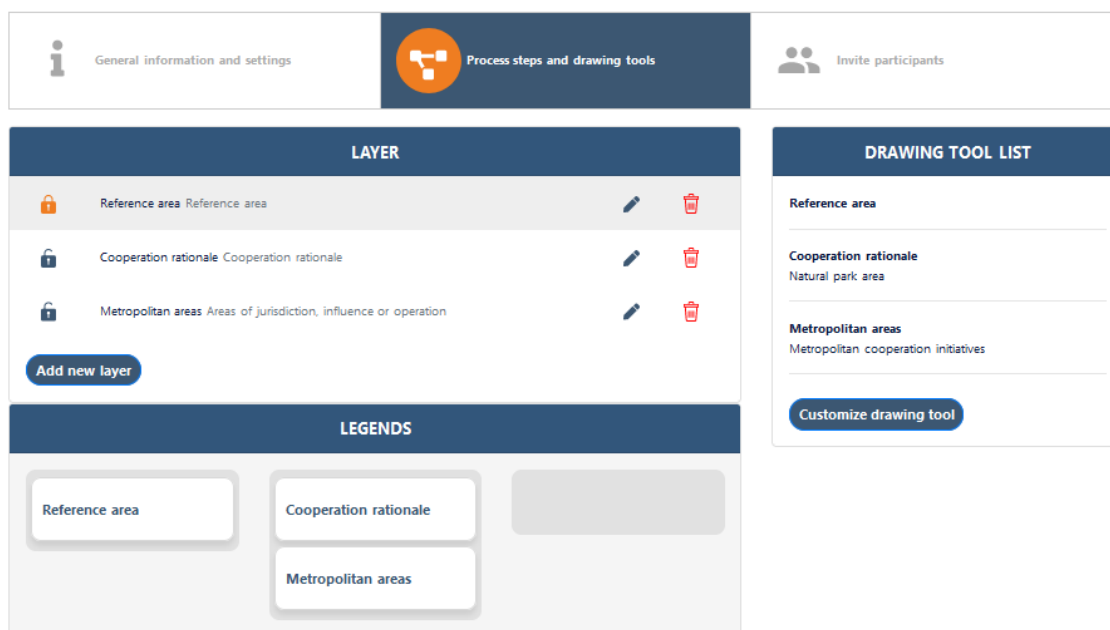 General information and settings
Process steps and drawing tools
Invite participants
LAYER
Reference area Reference area
Cooperation rationale Cooperation rationale
Metropolitan areas Areas of jurisdiction, influence or operation
Add new layer
LEGENDS
Reference area
Cooperation rationale
Metropolitan areas
DRAWING TOOL LIST
Reference area
Cooperation rationale
Natural park area
Metropolitan areas
Metropolitan cooperation initiatives
Customize drawing tool